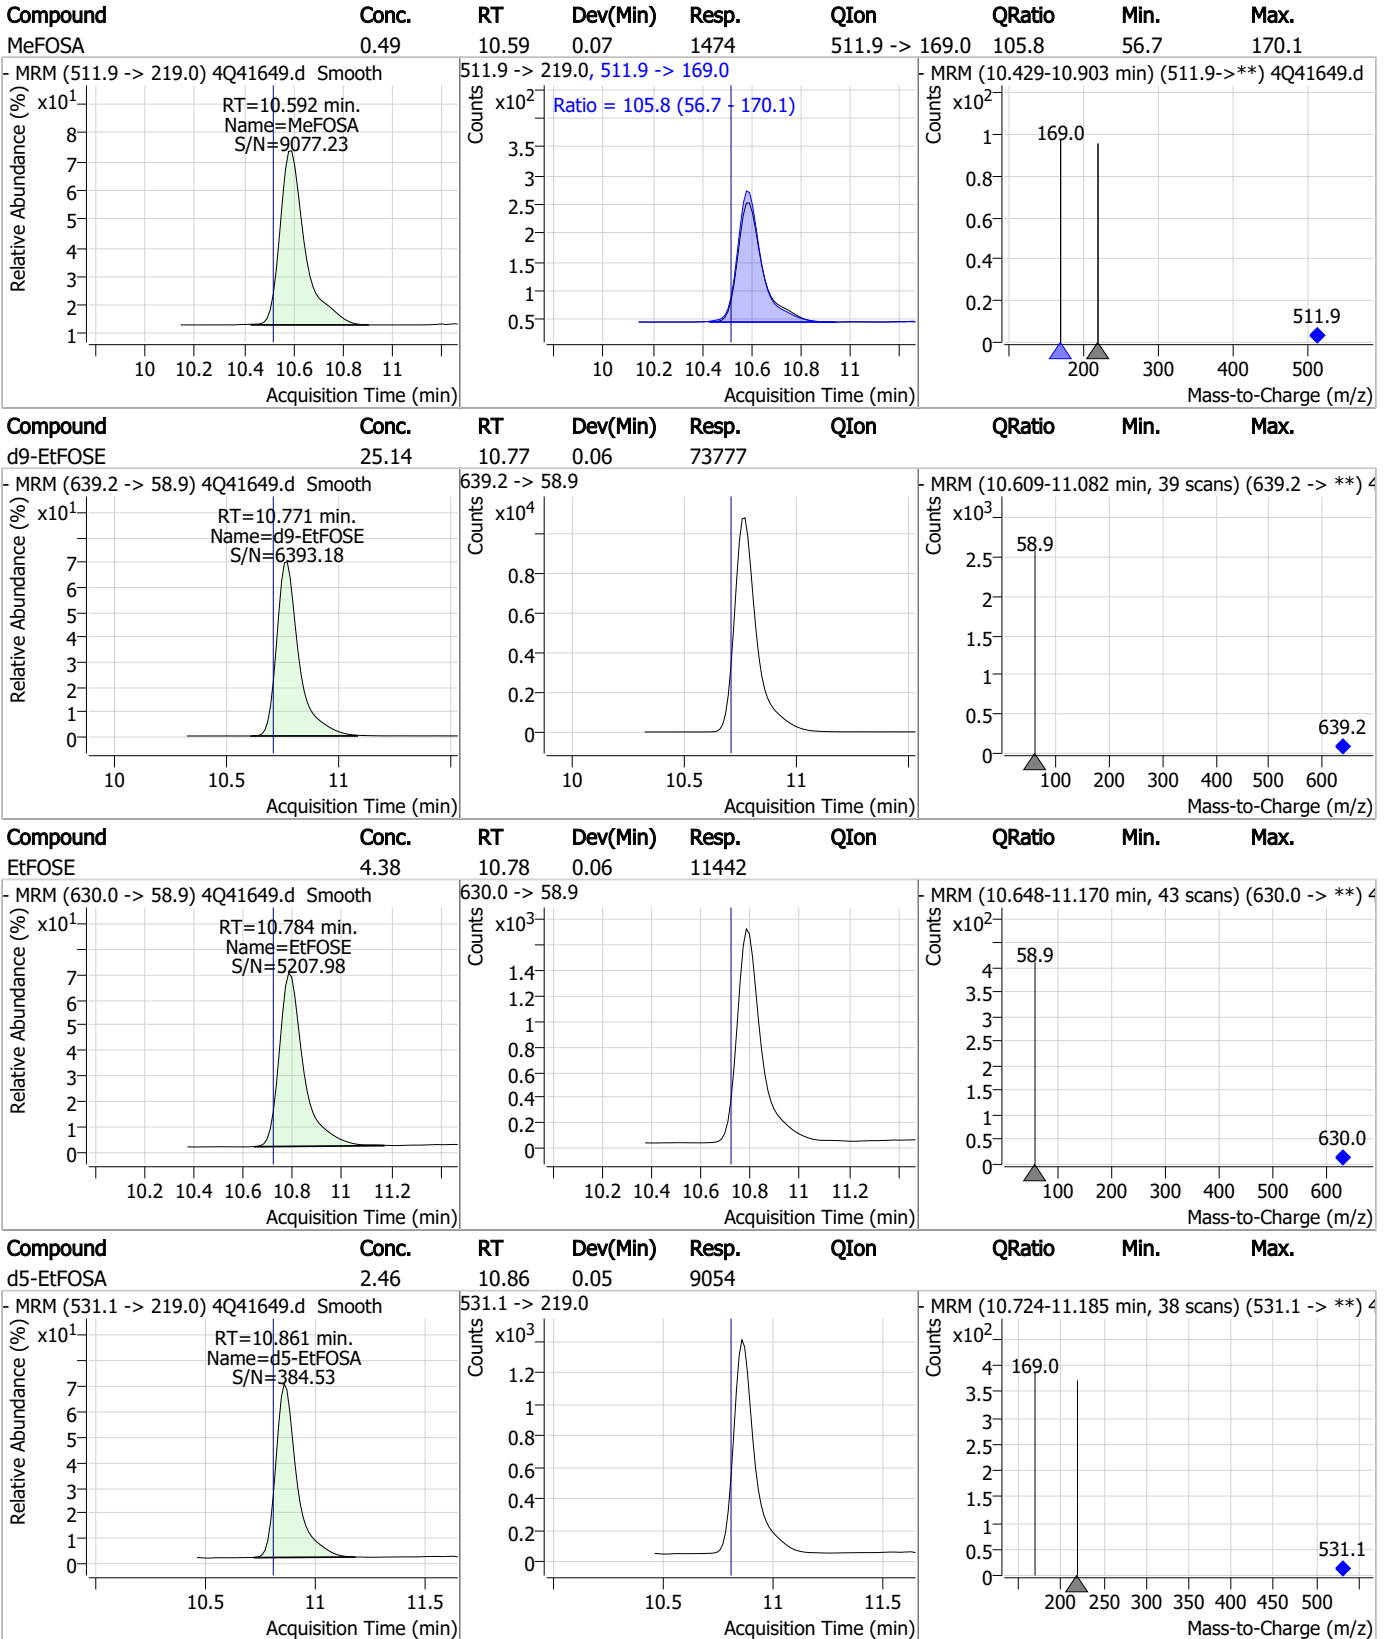 Compound Conc. RT Dev(Min) Resp. QIon QRatio Min. Max.
MeFOSA 0.49 10.59 0.07 1474 511.9 -> 169.0 105.8 56.7 170.1
- MRM (511.9 -> 219.0) 4Q41649.d Smooth
Relative Abundance (%)
x10^1
RT=10.592 min.
Name=MeFOSA
S/N=9077.23
8
7
6
5
4
3
2
1
10 10.2 10.4 10.6 10.8 11
Acquisition Time (min)
511.9 -> 219.0, 511.9 -> 169.0
Counts
x10^2
Ratio = 105.8 (56.7 - 170.1)
3.5
3
2.5
2
1.5
1
0.5
10 10.2 10.4 10.6 10.8 11
Acquisition Time (min)
- MRM (10.429-10.903 min) (511.9->**) 4Q41649.d
Counts
x10^2
169.0
511.9
1
0.8
0.6
0.4
0.2
0
200 300 400 500
Mass-to-Charge (m/z)
Compound Conc. RT Dev(Min) Resp. QIon QRatio Min. Max.
d9-EtFOSE 25.14 10.77 0.06 73777
- MRM (639.2 -> 58.9) 4Q41649.d Smooth
Relative Abundance (%)
x10^1
RT=10.771 min.
Name=d9-EtFOSE
S/N=6393.18
7
6
5
4
3
2
1
0
10 10.5 11
Acquisition Time (min)
639.2 -> 58.9
Counts
x10^4
0.8
0.6
0.4
0.2
0
10 10.5 11
Acquisition Time (min)
- MRM (10.609-11.082 min, 39 scans) (639.2 -> **) 4
Counts
x10^3
58.9
639.2
2.5
2
1.5
1
0.5
0
100 200 300 400 500 600
Mass-to-Charge (m/z)
Compound Conc. RT Dev(Min) Resp. QIon QRatio Min. Max.
EtFOSE 4.38 10.78 0.06 11442
- MRM (630.0 -> 58.9) 4Q41649.d Smooth
Relative Abundance (%)
x10^1
RT=10.784 min.
Name=EtFOSE
S/N=5207.98
7
6
5
4
3
2
1
0
10.2 10.4 10.6 10.8 11 11.2
Acquisition Time (min)
630.0 -> 58.9
Counts
x10^3
1.4
1.2
1
0.8
0.6
0.4
0.2
0
10.2 10.4 10.6 10.8 11 11.2
Acquisition Time (min)
- MRM (10.648-11.170 min, 43 scans) (630.0 -> **) 4
Counts
x10^2
58.9
630.0
4
3.5
3
2.5
2
1.5
1
0.5
0
100 200 300 400 500 600
Mass-to-Charge (m/z)
Compound Conc. RT Dev(Min) Resp. QIon QRatio Min. Max.
d5-EtFOSA 2.46 10.86 0.05 9054
- MRM (531.1 -> 219.0) 4Q41649.d Smooth
Relative Abundance (%)
x10^1
RT=10.861 min.
Name=d5-EtFOSA
S/N=384.53
7
6
5
4
3
2
1
0
10.5 11 11.5
Acquisition Time (min)
531.1 -> 219.0
Counts
x10^3
1.2
1
0.8
0.6
0.4
0.2
0
10.5 11 11.5
Acquisition Time (min)
- MRM (10.724-11.185 min, 38 scans) (531.1 -> **) 4
Counts
x10^2
169.0
531.1
4
3.5
3
2.5
2
1.5
1
0.5
0
200 250 300 350 400 450 500
Mass-to-Charge (m/z)